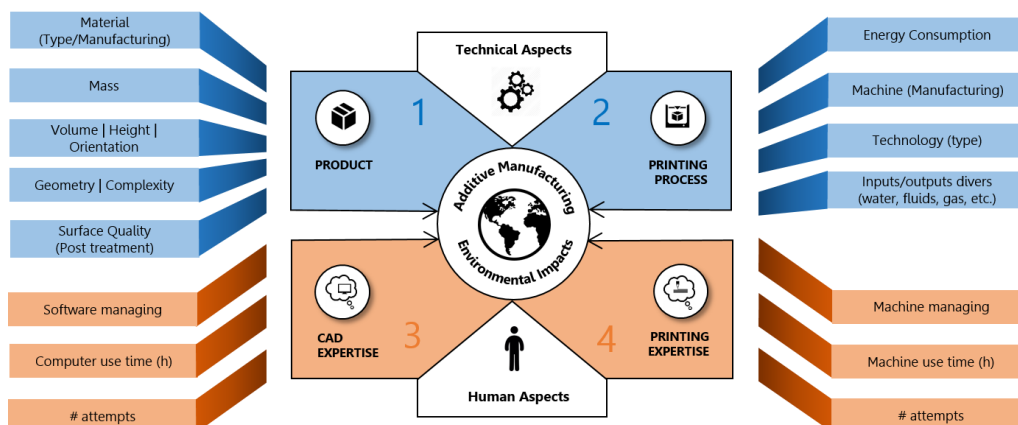 Material
(Type/Manufacturing)
Mass
Volume | Height |
Orientation
Geometry | Complexity
Surface Quality
(Post treatment)
Software managing
Computer use time (h)
# attempts
Technical Aspects
1
PRODUCT
2
PRINTING
PROCESS
Additive Manufacturing
Environmental Impacts
3
CAD
EXPERTISE
4
PRINTING
EXPERTISE
Human Aspects
Energy Consumption
Machine (Manufacturing)
Technology (type)
Inputs/outputs divers
(water, fluids, gas, etc.)
Machine managing
Machine use time (h)
# attempts